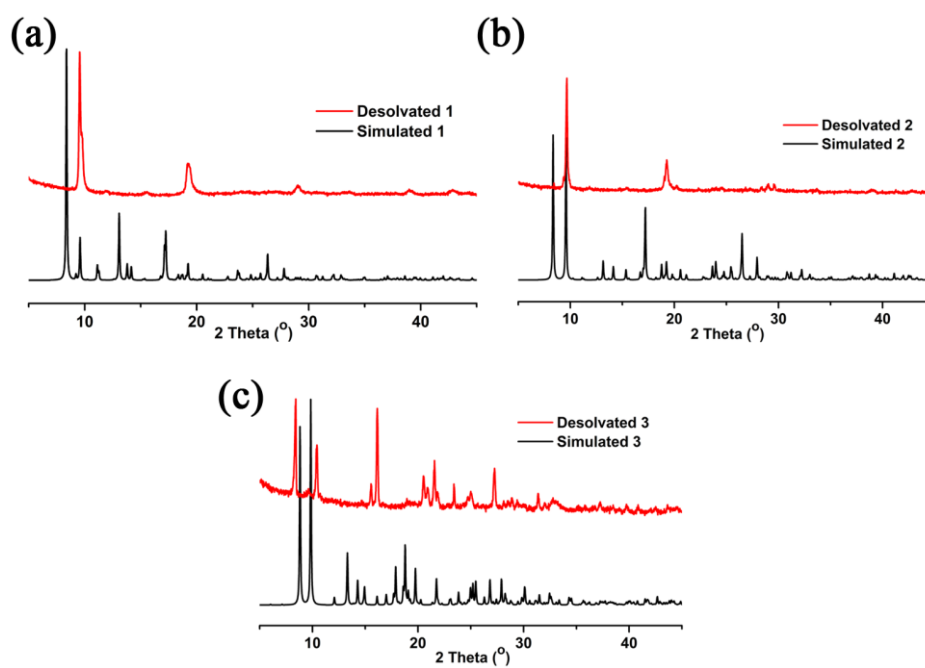 (a)
Desolvated 1
Simulated 1
10 20 30 40
2 Theta (°)
(b)
Desolvated 2
Simulated 2
10 20 30 40
2 Theta (°)
(c)
Desolvated 3
Simulated 3
10 20 30 40
2 Theta (°)